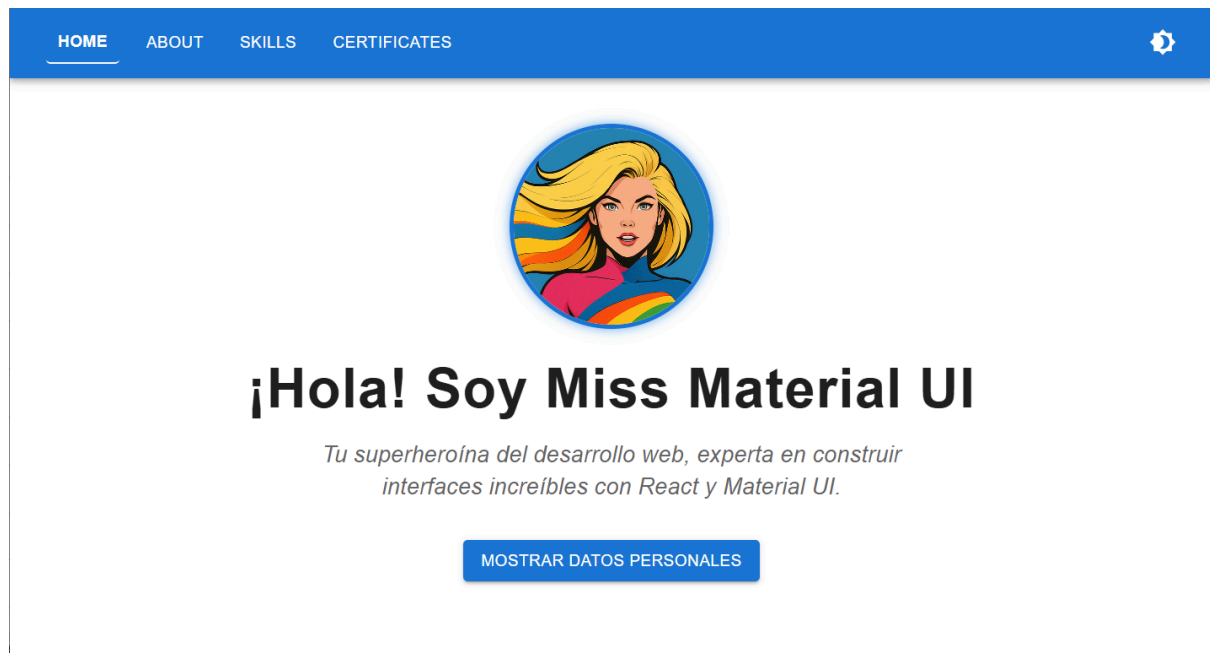 HOME ABOUT SKILLS CERTIFICATES
¡Hola! Soy Miss Material UI
Tu superheroína del desarrollo web, experta en construir
interfaces increíbles con React y Material UI.
MOSTRAR DATOS PERSONALES